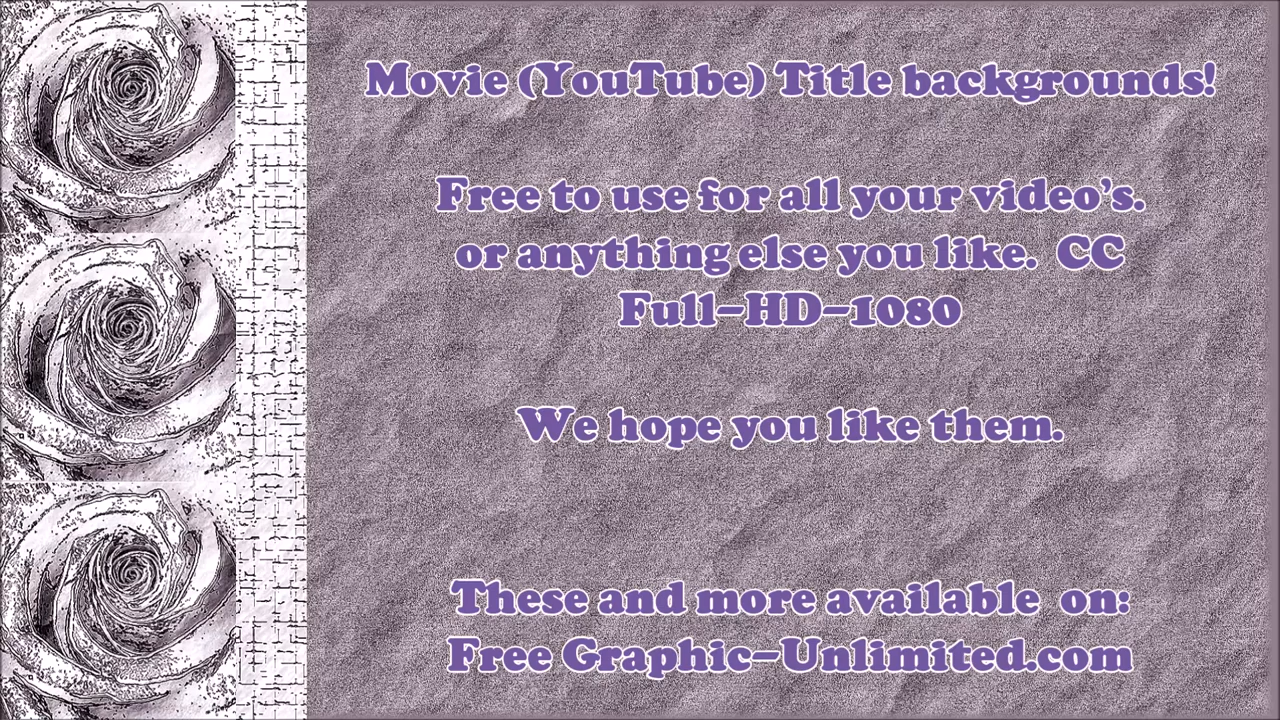 Movie (YouTube) Title backgrounds!
Free to use for all your video's.
or anything else you like. CC
Full-HD-1080
We hope you like them.
These and more available on:
Free Graphic-Unlimited.com